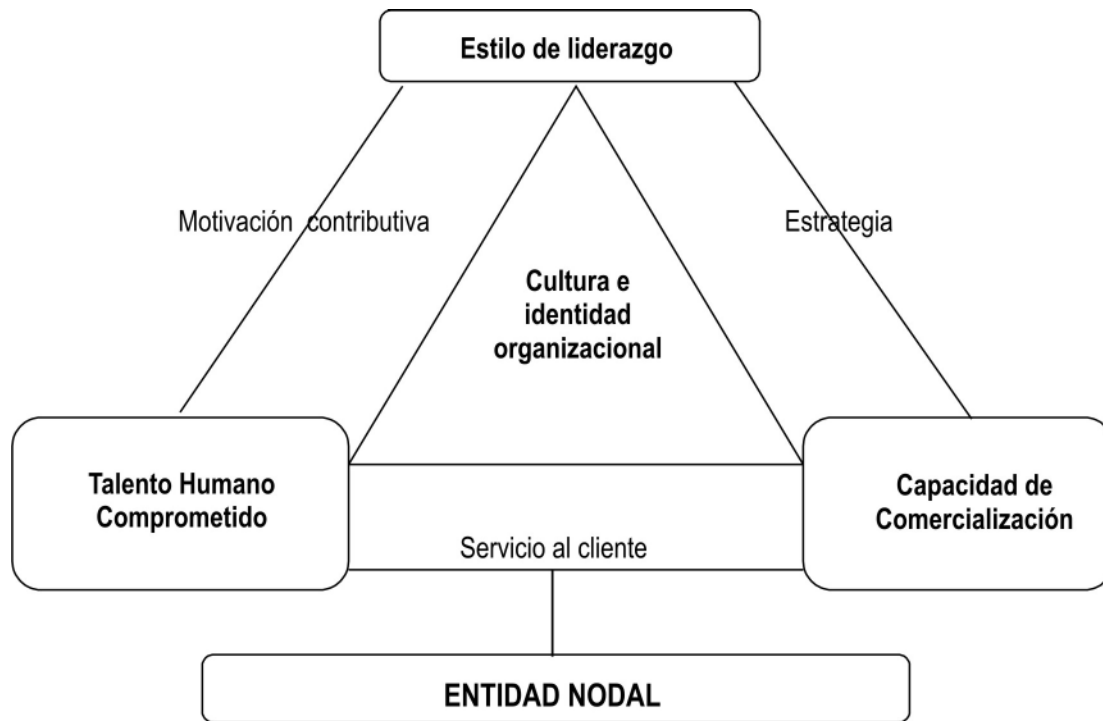 Estilo de liderazgo
Motivación contributiva
Estrategia
Cultura e
identidad
organizacional
Talento Humano
Comprometido
Capacidad de
Comercialización
Servicio al cliente
ENTIDAD NODAL